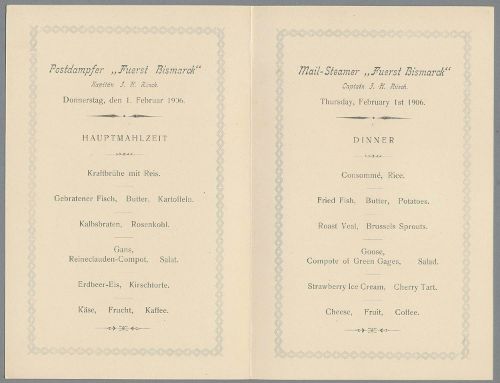 Postdampfer „Fuerst Bismarck“
Kapitän J. H. Rösch.
Donnerstag, den 1. Februar 1906.
HAUPTMAHLZEIT
Kraftbrühe mit Reis.
Gebratener Fisch, Butter, Kartoffeln.
Kalbsbraten, Rosenkohl.
Gans,
Reineclauden-Compot. Salat.
Erdbeer-Eis, Kirschtorte.
Käse, Frucht, Kaffee.
Mail-Steamer „Fuerst Bismarck“
Captain J. H. Rösch.
Thursday, February 1st 1906.
DINNER
Consommé, Rice.
Fried Fish, Butter, Potatoes.
Roast Veal, Brussels Sprouts.
Goose,
Compote of Green Gages, Salad.
Strawberry Ice Cream, Cherry Tart.
Cheese, Fruit, Coffee.